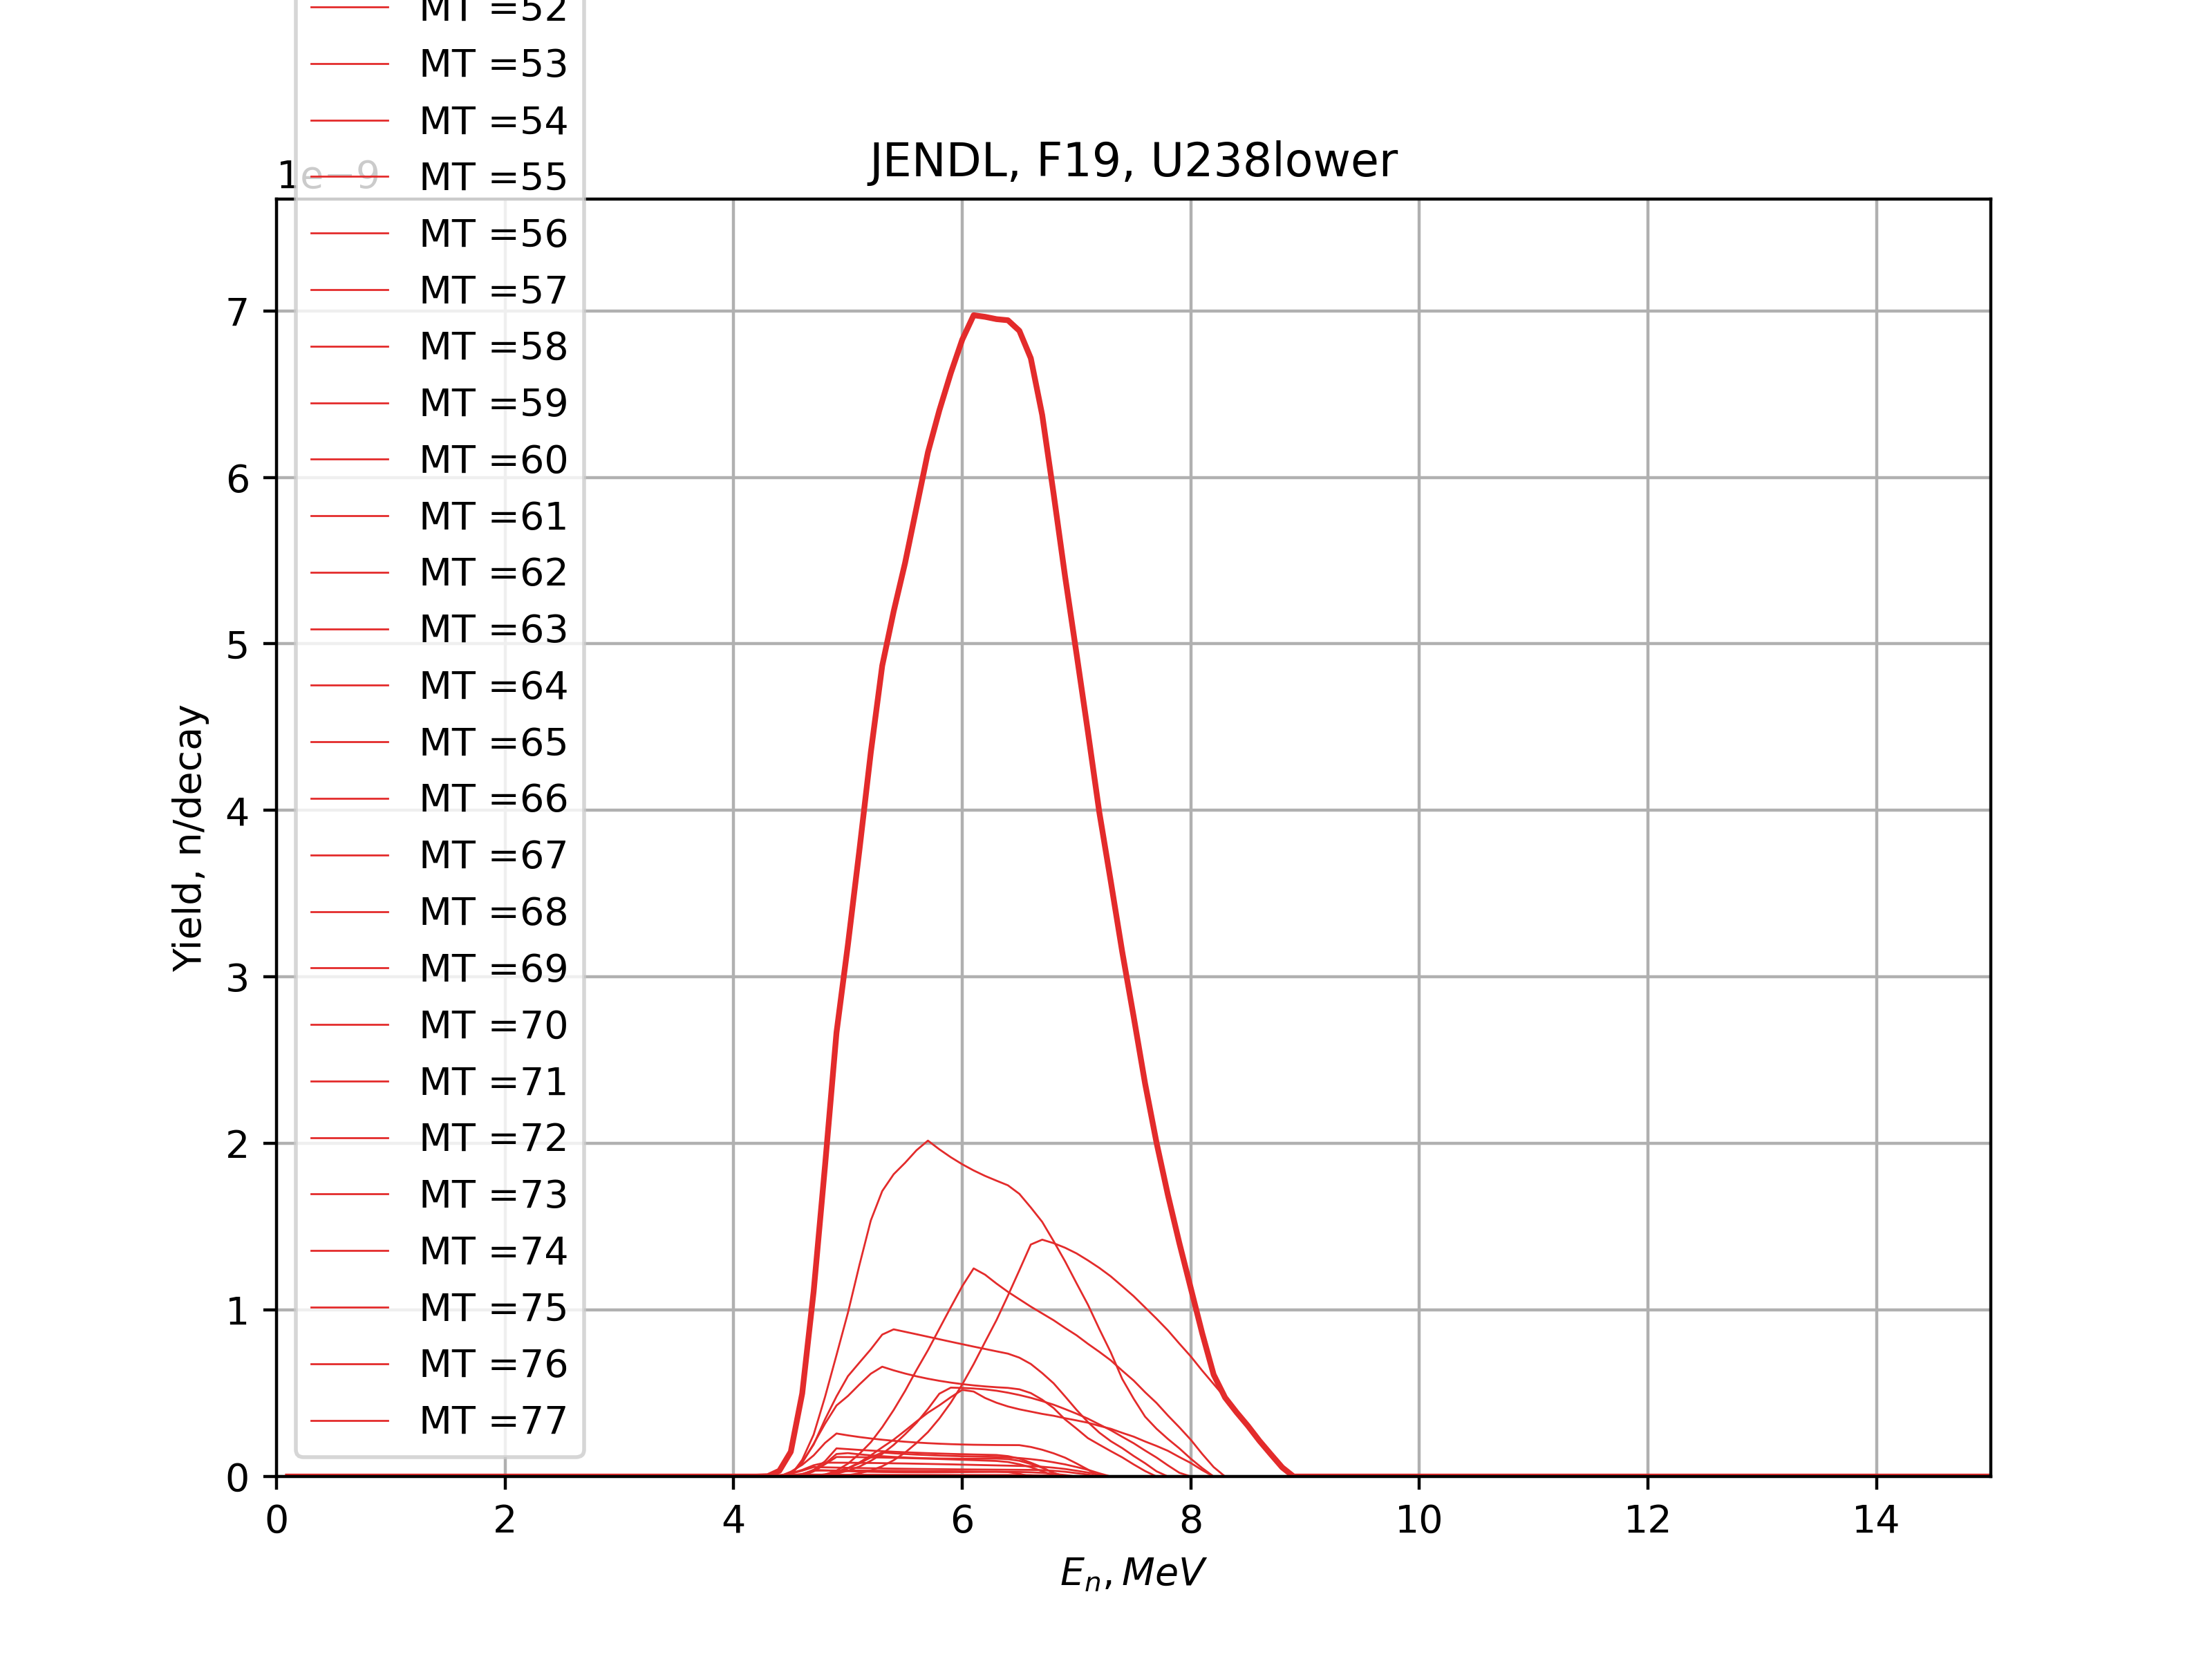 MT =52
MT =53
MT =54
MT =55
1e−9
JENDL, F19, U238lower
MT =56
MT =57
MT =58
MT =59
MT =60
MT =61
MT =62
MT =63
MT =64
MT =65
MT =66
MT =67
MT =68
MT =69
MT =70
MT =71
MT =72
MT =73
MT =74
MT =75
MT =76
MT =77
7
6
5
4
3
2
1
0
Yield, n/decay
0 2 4 6 8 10 12 14
En, MeV